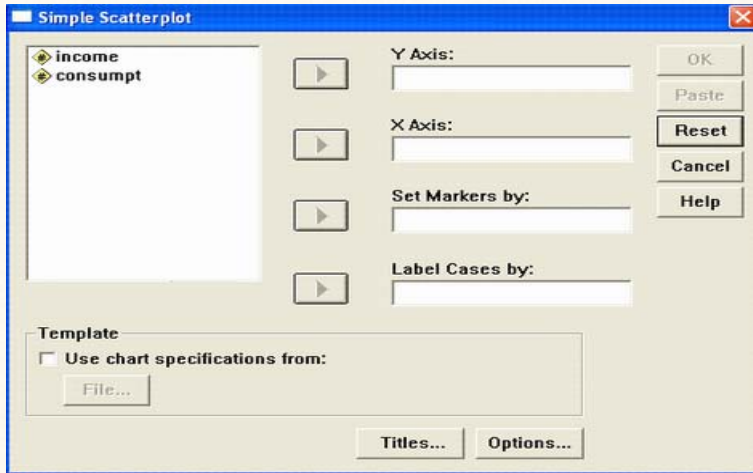 Simple Scatterplot
income
consumpt
Y Axis:
X Axis:
Set Markers by:
Label Cases by:
OK
Paste
Reset
Cancel
Help
Template
Use chart specifications from:
File...
Titles...
Options...